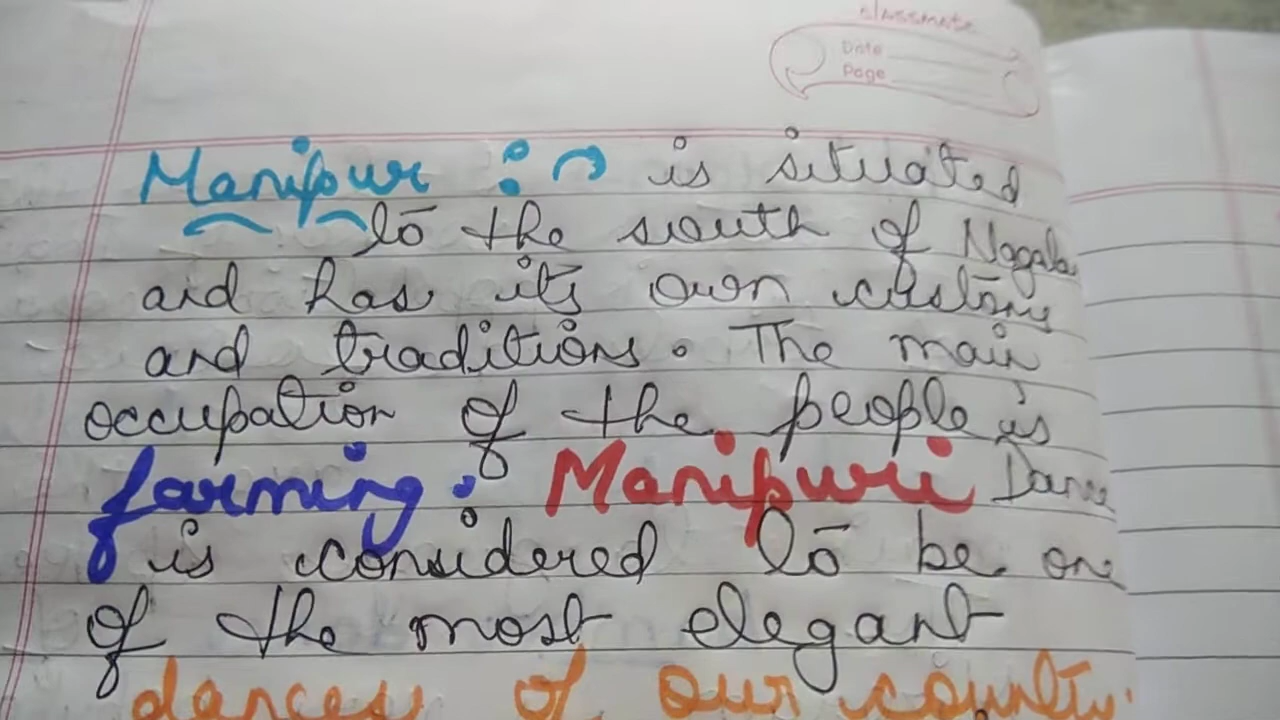 classmate
Date
Page
Manipur : is situated
to the south of Nagala
and has its own customs
and traditions. The main
occupation of the people is
farming. Manipuri Dance
is considered to be one
of the most elegant
dances of our county.